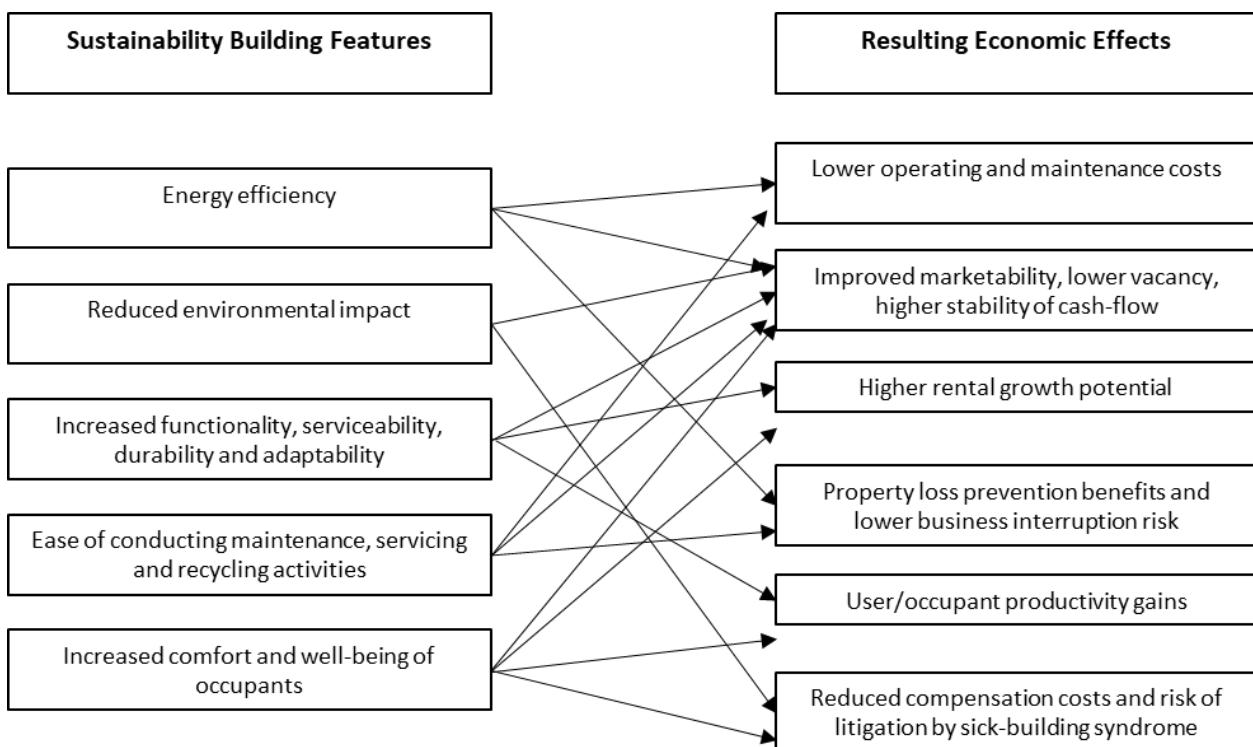 Sustainability Building Features
Resulting Economic Effects
Energy efficiency
Reduced environmental impact
Increased functionality, serviceability,
durability and adaptability
Ease of conducting maintenance, servicing
and recycling activities
Increased comfort and well-being of
occupants
Lower operating and maintenance costs
Improved marketability, lower vacancy,
higher stability of cash-flow
Higher rental growth potential
Property loss prevention benefits and
lower business interruption risk
User/occupant productivity gains
Reduced compensation costs and risk of
litigation by sick-building syndrome